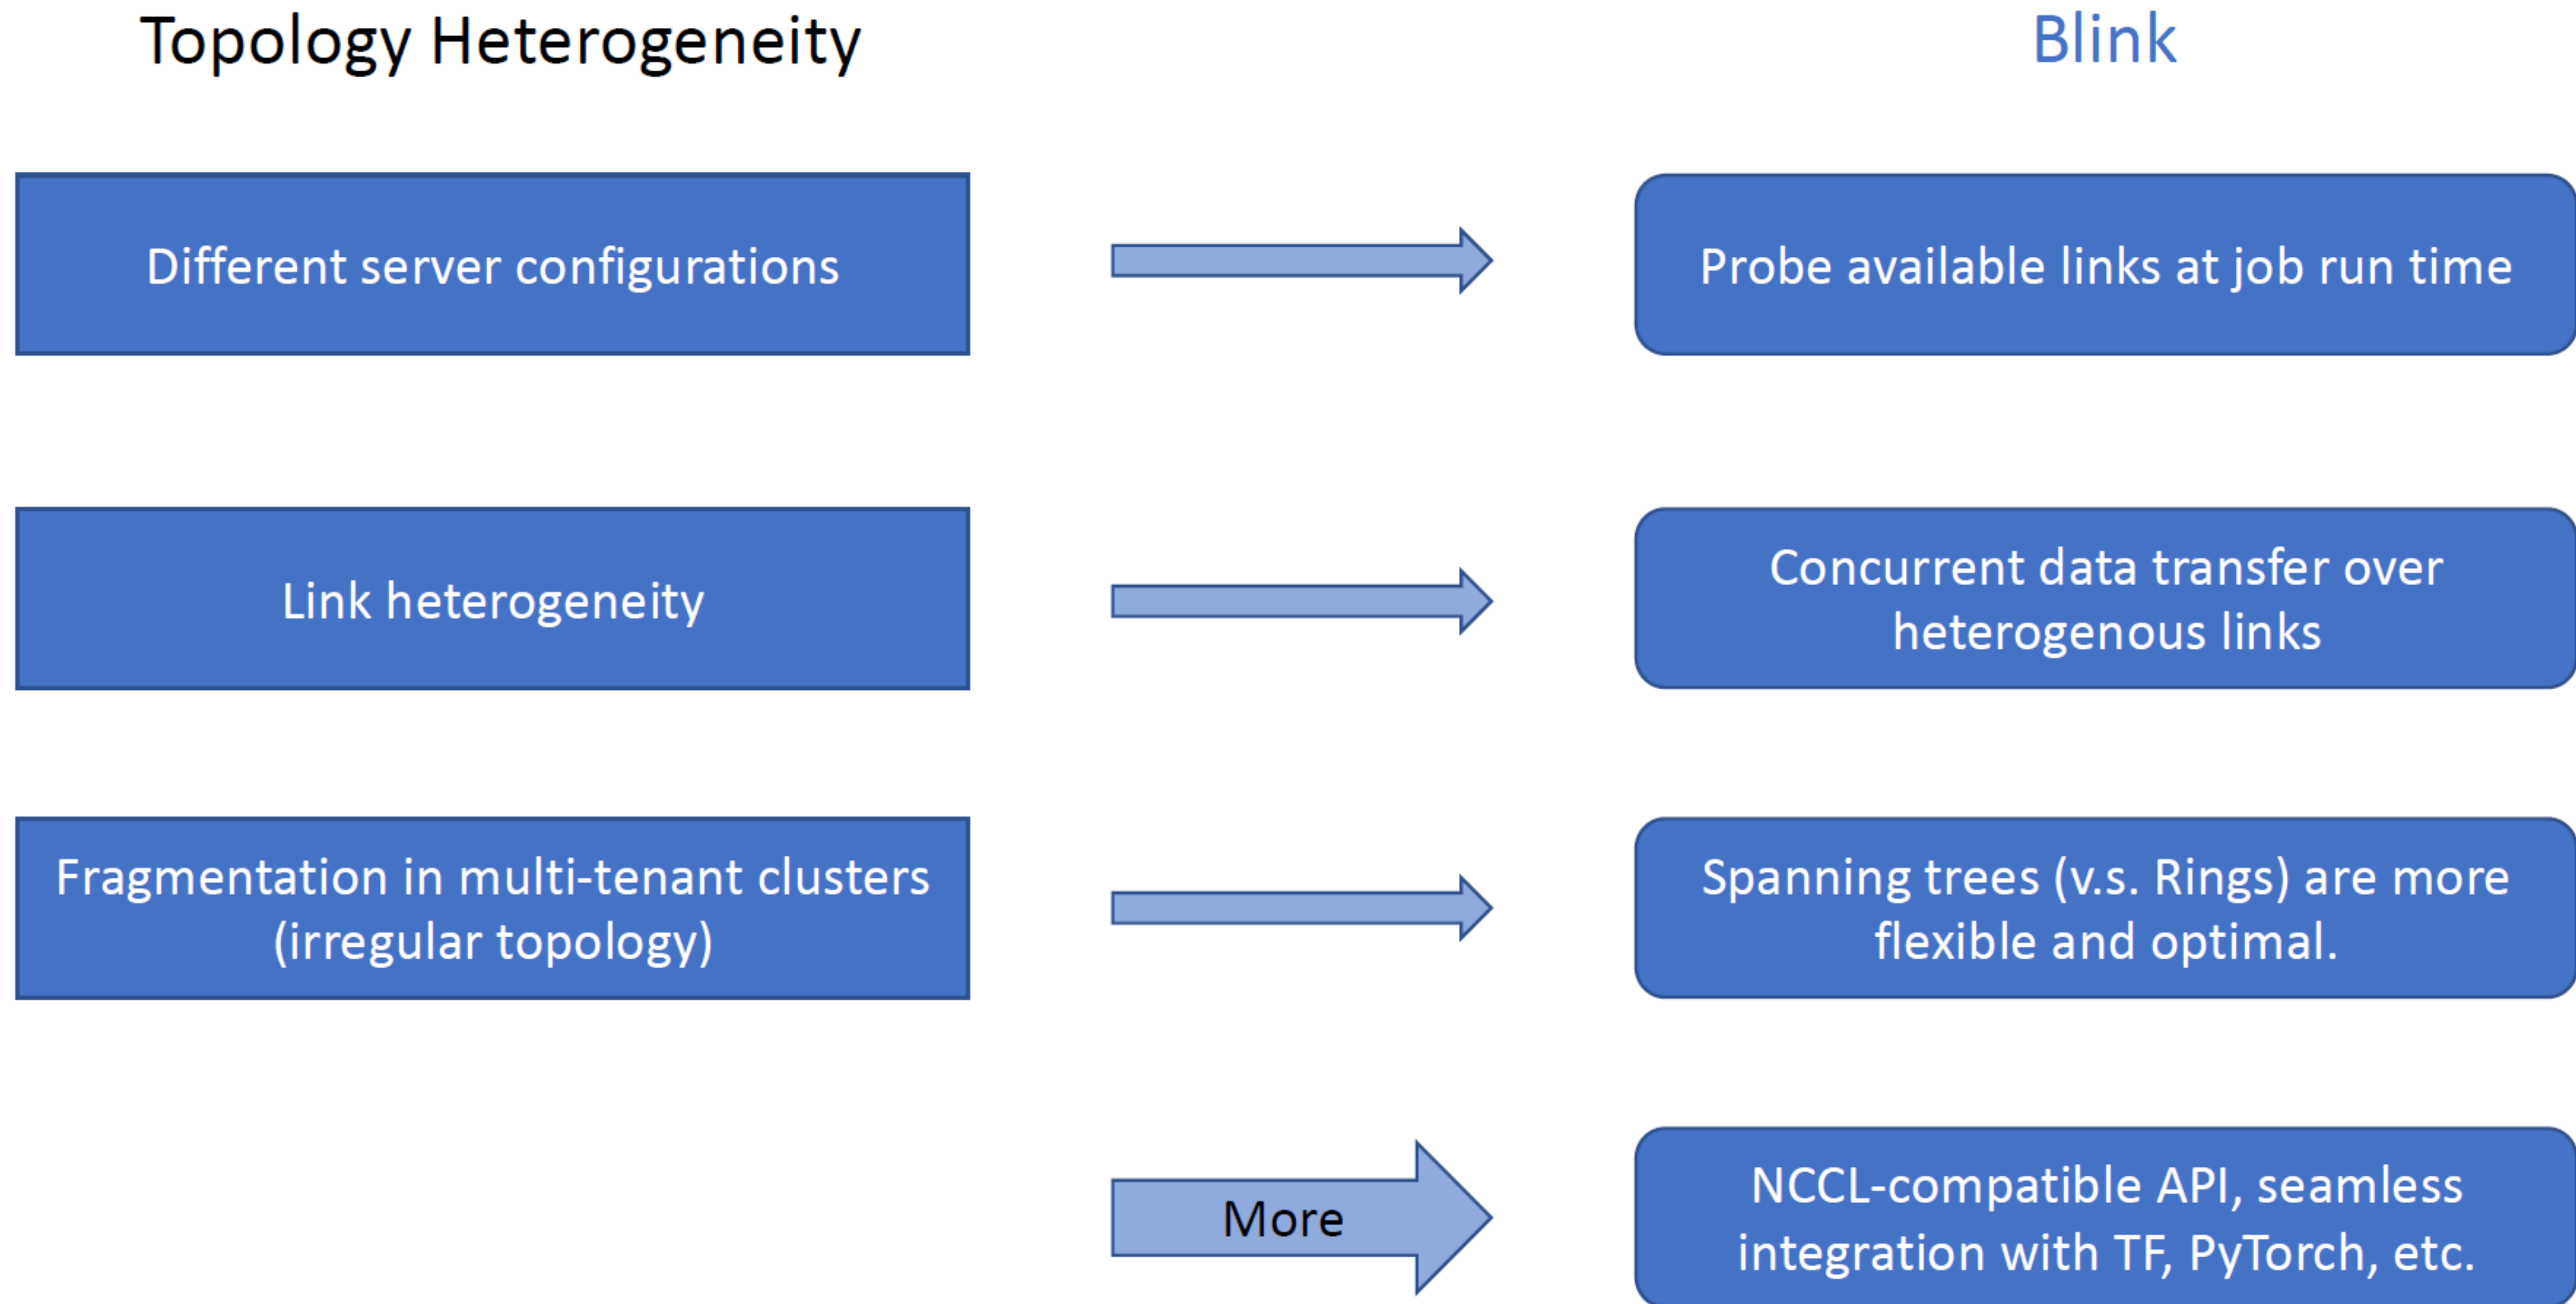 Topology Heterogeneity
Blink
Different server configurations
Probe available links at job run time
Link heterogeneity
Concurrent data transfer over
heterogenous links
Fragmentation in multi-tenant clusters
(irregular topology)
Spanning trees (v.s. Rings) are more
flexible and optimal.
More
NCCL-compatible API, seamless
integration with TF, PyTorch, etc.